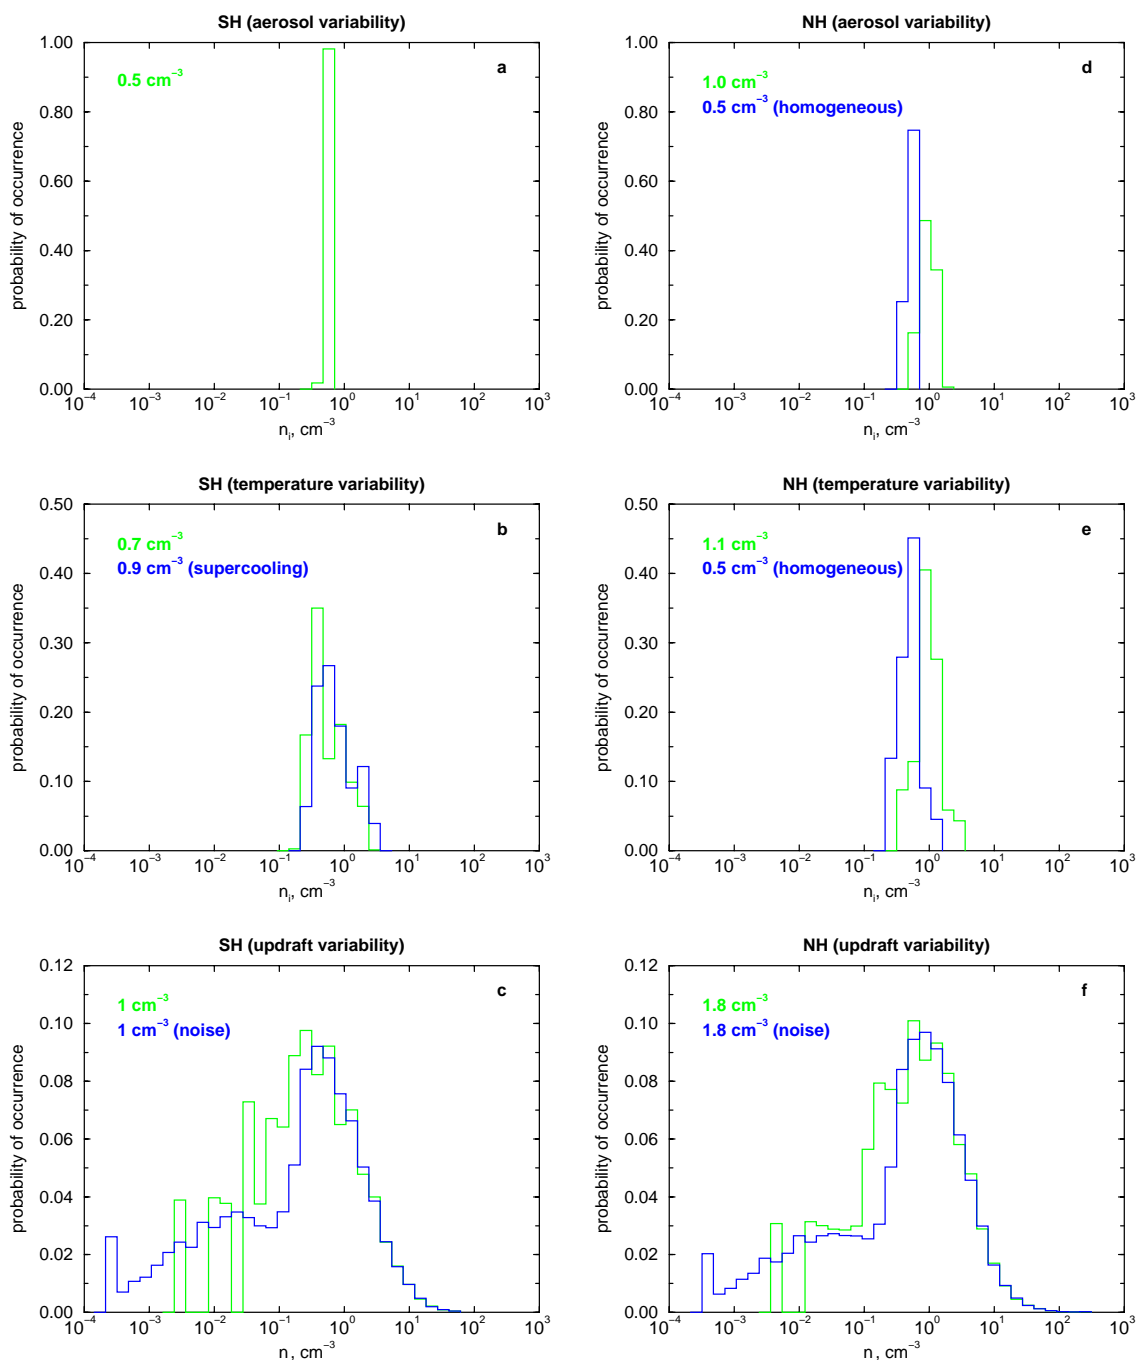 SH (aerosol variability)
a
0.5 cm⁻³
1.00
0.80
0.60
0.40
0.20
0.00
probability of occurrence
10⁻⁴ 10⁻³ 10⁻² 10⁻¹ 10⁰ 10¹ 10² 10³
nᵢ, cm⁻³
NH (aerosol variability)
d
1.0 cm⁻³
0.5 cm⁻³ (homogeneous)
1.00
0.80
0.60
0.40
0.20
0.00
probability of occurrence
10⁻⁴ 10⁻³ 10⁻² 10⁻¹ 10⁰ 10¹ 10² 10³
nᵢ, cm⁻³
SH (temperature variability)
b
0.7 cm⁻³
0.9 cm⁻³ (supercooling)
0.50
0.40
0.30
0.20
0.10
0.00
probability of occurrence
10⁻⁴ 10⁻³ 10⁻² 10⁻¹ 10⁰ 10¹ 10² 10³
nᵢ, cm⁻³
NH (temperature variability)
e
1.1 cm⁻³
0.5 cm⁻³ (homogeneous)
0.50
0.40
0.30
0.20
0.10
0.00
probability of occurrence
10⁻⁴ 10⁻³ 10⁻² 10⁻¹ 10⁰ 10¹ 10² 10³
nᵢ, cm⁻³
SH (updraft variability)
c
1 cm⁻³
1 cm⁻³ (noise)
0.12
0.10
0.08
0.06
0.04
0.02
0.00
probability of occurrence
10⁻⁴ 10⁻³ 10⁻² 10⁻¹ 10⁰ 10¹ 10² 10³
n, cm⁻³
NH (updraft variability)
f
1.8 cm⁻³
1.8 cm⁻³ (noise)
0.12
0.10
0.08
0.06
0.04
0.02
0.00
probability of occurrence
10⁻⁴ 10⁻³ 10⁻² 10⁻¹ 10⁰ 10¹ 10² 10³
n, cm⁻³